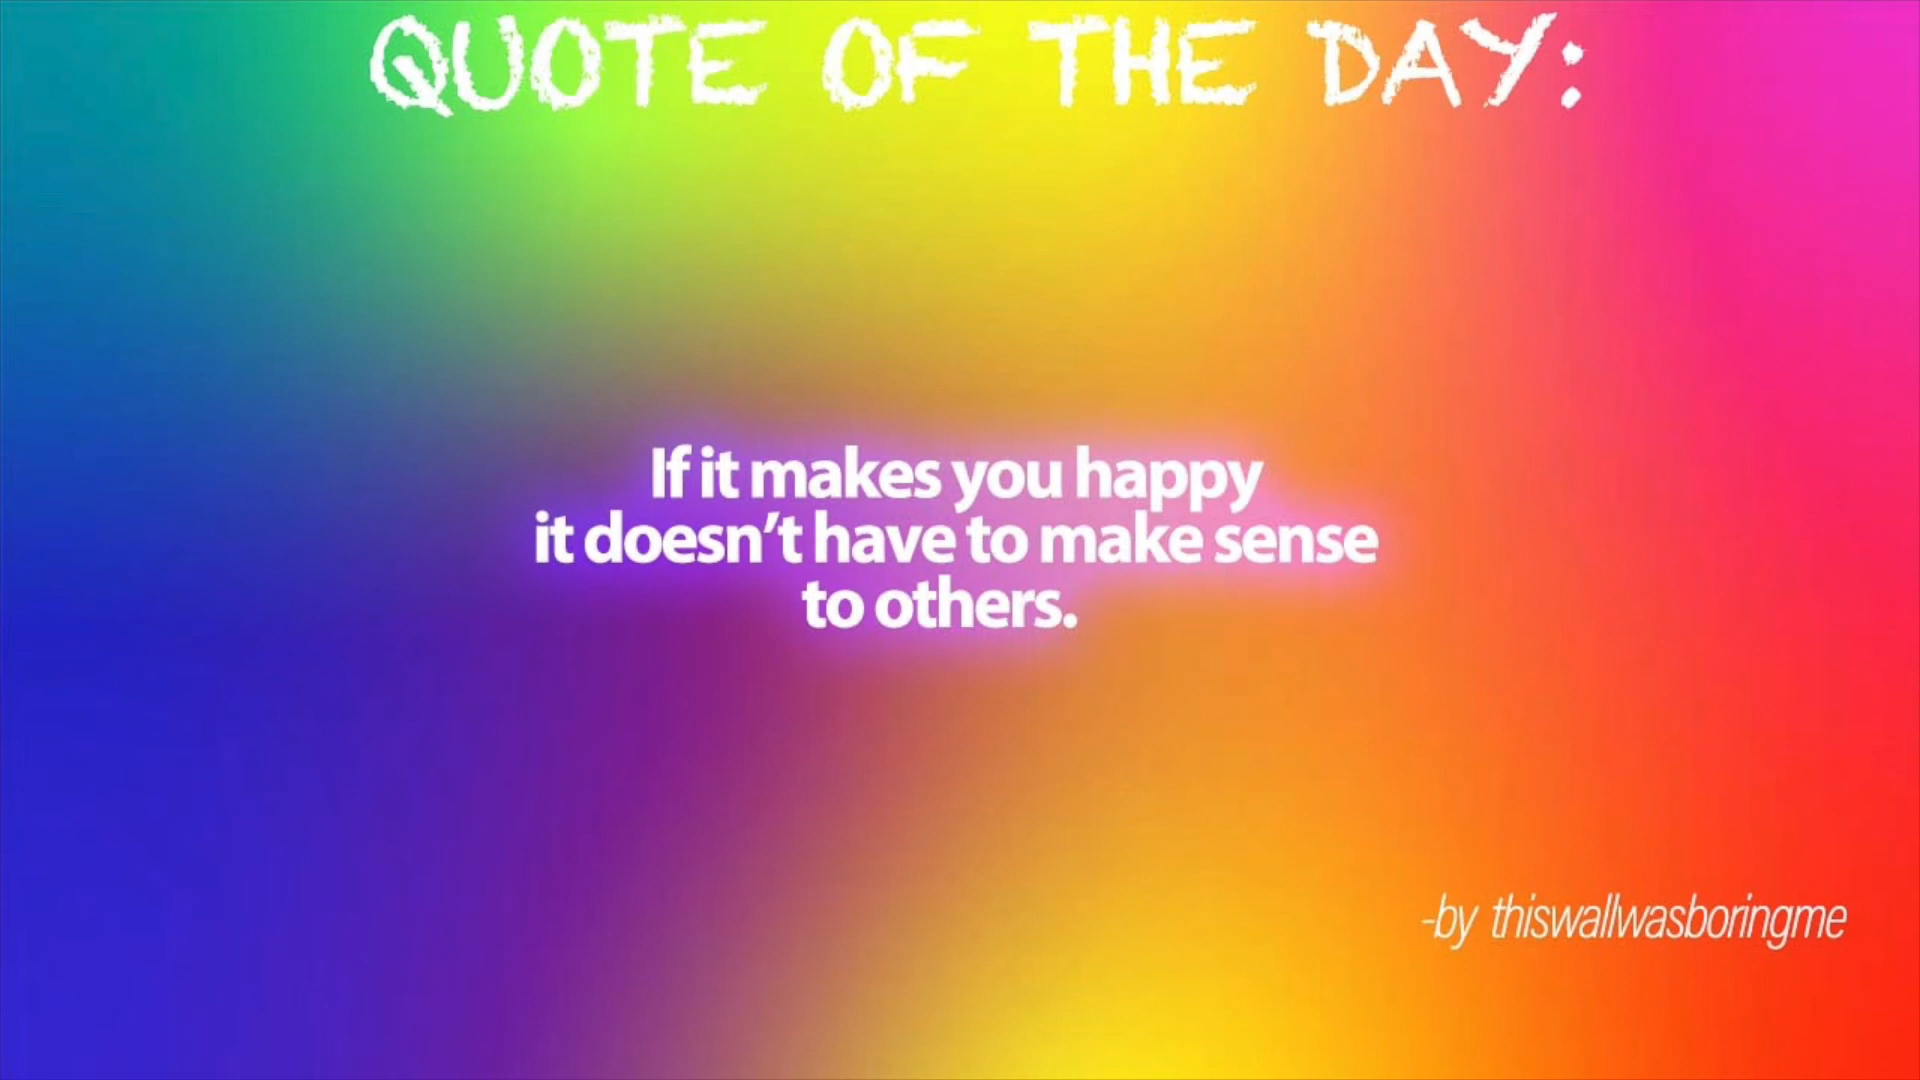 QUOTE OF THE DAY:
If it makes you happy
it doesn’t have to make sense
to others.
-by thiswallwasboringme